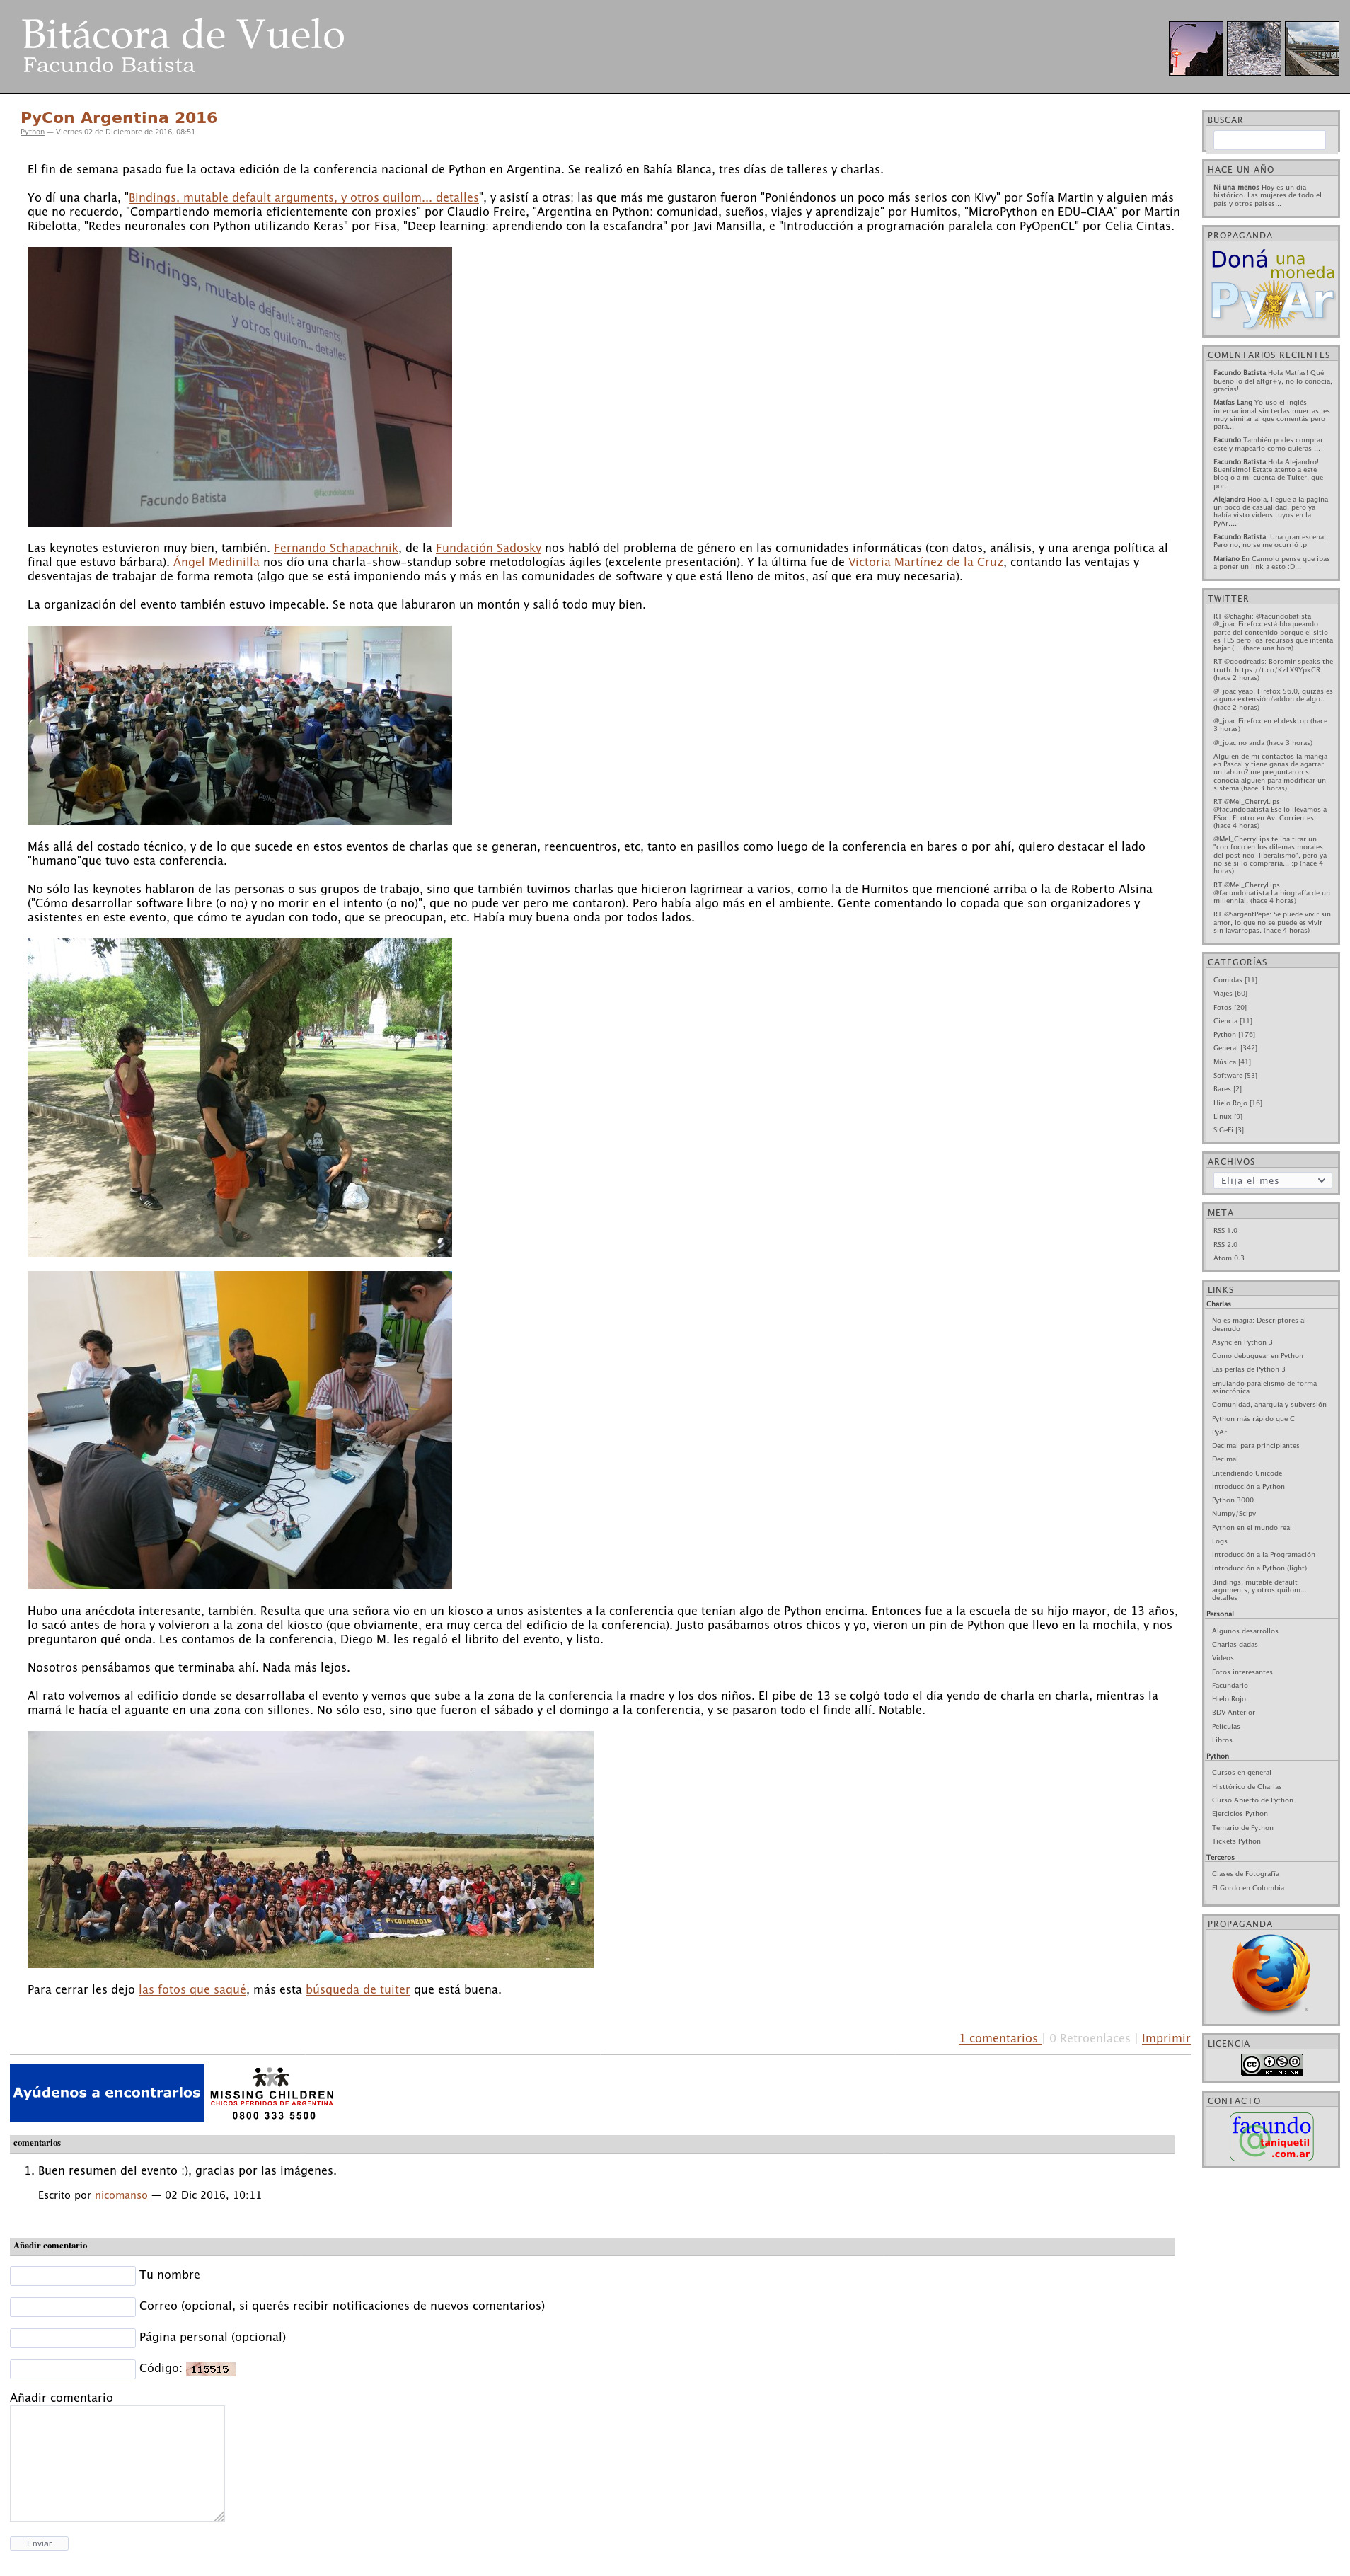 Bitácora de Vuelo
Facundo Batista
PyCon Argentina 2016
Python — Viernes 02 de Diciembre de 2016, 08:51
El fin de semana pasado fue la octava edición de la conferencia nacional de Python en Argentina. Se realizó en Bahía Blanca, tres días de talleres y charlas.
Yo dí una charla, "Bindings, mutable default arguments, y otros quilom... detalles", y asistí a otras; las que más me gustaron fueron "Poniéndonos un poco más serios con Kivy" por Sofía Martin y alguien más
que no recuerdo, "Compartiendo memoria eficientemente con proxies" por Claudio Freire, "Argentina en Python: comunidad, sueños, viajes y aprendizaje" por Humitos, "MicroPython en EDU-CIAA" por Martín
Ribelotta, "Redes neuronales con Python utilizando Keras" por Fisa, "Deep learning: aprendiendo con la escafandra" por Javi Mansilla, e "Introducción a programación paralela con PyOpenCL" por Celia Cintas.
Bindings, mutable default arguments,
y otros quilom... detalles
Facundo Batista
@facundobatista
Las keynotes estuvieron muy bien, también. Fernando Schapachnik, de la Fundación Sadosky nos habló del problema de género en las comunidades informáticas (con datos, análisis, y una arenga política al
final que estuvo bárbara). Ángel Medinilla nos dío una charla-show-standup sobre metodologías ágiles (excelente presentación). Y la última fue de Victoria Martínez de la Cruz, contando las ventajas y
desventajas de trabajar de forma remota (algo que se está imponiendo más y más en las comunidades de software y que está lleno de mitos, así que era muy necesaria).
La organización del evento también estuvo impecable. Se nota que laburaron un montón y salió todo muy bien.
Más allá del costado técnico, y de lo que sucede en estos eventos de charlas que se generan, reencuentros, etc, tanto en pasillos como luego de la conferencia en bares o por ahí, quiero destacar el lado
"humano"que tuvo esta conferencia.
No sólo las keynotes hablaron de las personas o sus grupos de trabajo, sino que también tuvimos charlas que hicieron lagrimear a varios, como la de Humitos que mencioné arriba o la de Roberto Alsina
("Cómo desarrollar software libre (o no) y no morir en el intento (o no)", que no pude ver pero me contaron). Pero había algo más en el ambiente. Gente comentando lo copada que son organizadores y
asistentes en este evento, que cómo te ayudan con todo, que se preocupan, etc. Había muy buena onda por todos lados.
Hubo una anécdota interesante, también. Resulta que una señora vio en un kiosco a unos asistentes a la conferencia que tenían algo de Python encima. Entonces fue a la escuela de su hijo mayor, de 13 años,
lo sacó antes de hora y volvieron a la zona del kiosco (que obviamente, era muy cerca del edificio de la conferencia). Justo pasábamos otros chicos y yo, vieron un pin de Python que llevo en la mochila, y nos
preguntaron qué onda. Les contamos de la conferencia, Diego M. les regaló el librito del evento, y listo.
Nosotros pensábamos que terminaba ahí. Nada más lejos.
Al rato volvemos al edificio donde se desarrollaba el evento y vemos que sube a la zona de la conferencia la madre y los dos niños. El pibe de 13 se colgó todo el día yendo de charla en charla, mientras la
mamá le hacía el aguante en una zona con sillones. No sólo eso, sino que fueron el sábado y el domingo a la conferencia, y se pasaron todo el finde allí. Notable.
PYCONAR2016
Para cerrar les dejo las fotos que saqué, más esta búsqueda de tuiter que está buena.
1 comentarios | 0 Retroenlaces | Imprimir
Ayúdenos a encontrarlos
MISSING CHILDREN
CHICOS PERDIDOS DE ARGENTINA
0800 333 5500
comentarios
1. Buen resumen del evento :), gracias por las imágenes.
Escrito por nicomanso — 02 Dic 2016, 10:11
Añadir comentario
Tu nombre
Correo (opcional, si querés recibir notificaciones de nuevos comentarios)
Página personal (opcional)
Código: 115515
Añadir comentario
Enviar
BUSCAR
HACE UN AÑO
Ni una menos Hoy es un día
histórico. Las mujeres de todo el
país y otros países...
PROPAGANDA
Doná una
moneda
PyAr
COMENTARIOS RECIENTES
Facundo Batista Hola Matias! Qué
bueno lo del altgr+y, no lo conocía,
gracias!
Matías Lang Yo uso el inglés
internacional sin teclas muertas, es
muy similar al que comentás pero
para...
Facundo También podes comprar
este y mapearlo como quieras ...
Facundo Batista Hola Alejandro!
Buenísimo! Estate atento a este
blog o a mi cuenta de Tuiter, que
por...
Alejandro Hoola, llegue a la pagina
un poco de casualidad, pero ya
había visto videos tuyos en la
PyAr....
Facundo Batista ¡Una gran escena!
Pero no, no se me ocurrió :p
Mariano En Cannolo pense que ibas
a poner un link a esto :D...
TWITTER
RT @chaghi: @facundobatista
@_joac Firefox está bloqueando
parte del contenido porque el sitio
es TLS pero los recursos que intenta
bajar (… (hace una hora)
RT @goodreads: Boromir speaks the
truth. https://t.co/KzLX9YpkCR
(hace 2 horas)
@_joac yeap, Firefox 56.0, quizás es
alguna extensión/addon de algo..
(hace 2 horas)
@_joac Firefox en el desktop (hace
3 horas)
@_joac no anda (hace 3 horas)
Alguien de mi contactos la maneja
en Pascal y tiene ganas de agarrar
un laburo? me preguntaron si
conocía alguien para modificar un
sistema (hace 3 horas)
RT @Mel_CherryLips:
@facundobatista Ese lo llevamos a
FSoc. El otro en Av. Corrientes.
(hace 4 horas)
@Mel_CherryLips te iba tirar un
"con foco en los dilemas morales
del post neo-liberalismo", pero ya
no sé si lo compraría... :p (hace 4
horas)
RT @Mel_CherryLips:
@facundobatista La biografía de un
millennial. (hace 4 horas)
RT @SargentPepe: Se puede vivir sin
amor, lo que no se puede es vivir
sin lavarropas. (hace 4 horas)
CATEGORÍAS
Comidas [11]
Viajes [60]
Fotos [20]
Ciencia [11]
Python [176]
General [342]
Música [41]
Software [53]
Bares [2]
Hielo Rojo [16]
Linux [9]
SiGeFi [3]
ARCHIVOS
Elija el mes
META
RSS 1.0
RSS 2.0
Atom 0.3
LINKS
Charlas
No es magia: Descriptores al
desnudo
Async en Python 3
Como debuguear en Python
Las perlas de Python 3
Emulando paralelismo de forma
asincrónica
Comunidad, anarquía y subversión
Python más rápido que C
PyAr
Decimal para principiantes
Decimal
Entendiendo Unicode
Introducción a Python
Python 3000
Numpy/Scipy
Python en el mundo real
Logs
Introducción a la Programación
Introducción a Python (light)
Bindings, mutable default
arguments, y otros quilom...
detalles
Personal
Algunos desarrollos
Charlas dadas
Videos
Fotos interesantes
Facundario
Hielo Rojo
BDV Anterior
Películas
Libros
Python
Cursos en general
Histtórico de Charlas
Curso Abierto de Python
Ejercicios Python
Temario de Python
Tickets Python
Terceros
Clases de Fotografía
El Gordo en Colombia
PROPAGANDA
LICENCIA
cc
BY NC SA
CONTACTO
facundo
@ taniquetil
.com.ar